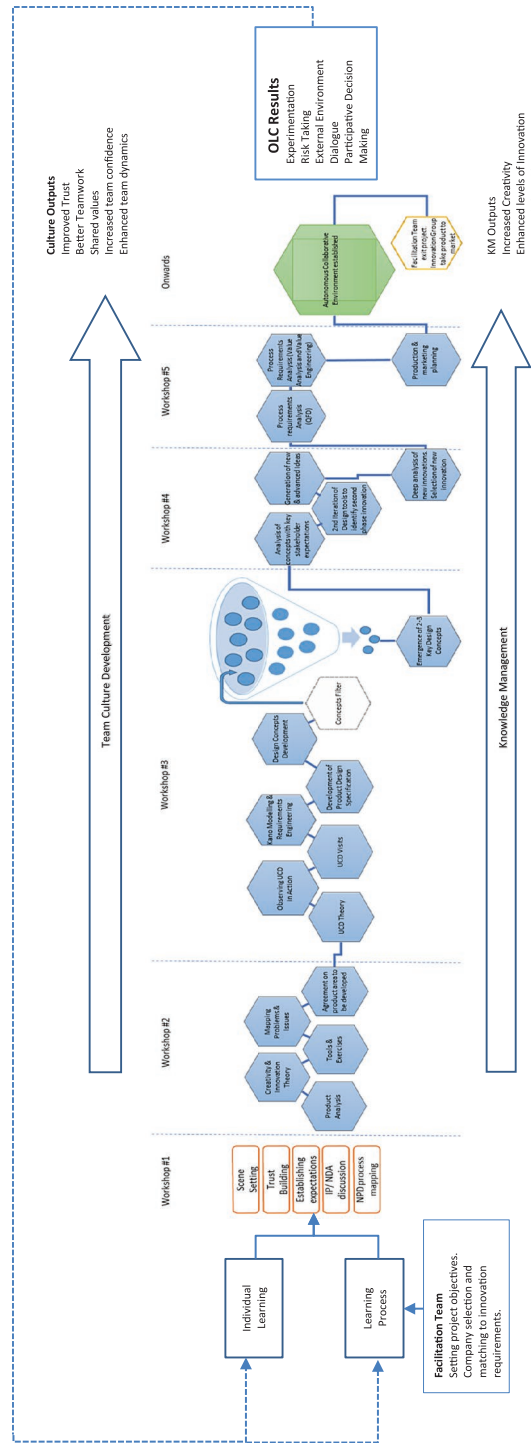 Team Culture Development
Culture Outputs
Improved Trust
Better Teamwork
Shared values
Increased team confidence
Enhanced team dynamics
Individual
Learning
Learning
Process
Facilitation Team
Setting project objectives.
Company selection and
matching to innovation
requirements.
Workshop #1
Scene
Setting
Trust
Building
Establishing
expectations
IP/ NDA
discussion
NPD process
mapping
Workshop #2
Product
Analysis
Creativity &
Innovation
Theory
Tools &
Exercises
Mapping
Problems &
Issues
Agreement on
product area to
be developed
Workshop #3
UCD Theory
Observing UCD
in Action
UCD Visits
Kano Modelling &
Requirements
Engineering
Development of
Product Design
Specification
Design Concepts
Development
Concepts Filter
Emergence of 2-3
Key Design
Concepts
Workshop #4
Analysis of
concepts with key
stakeholder
expectations
2nd Iteration of
Design tools to
identify second
phase innovation
Generation of new
& advanced ideas
Deep analysis of
new innovations.
Selection of new
innovation
Workshop #5
Process
requirements
Analysis
(QFD)
Process
Requirements
Analysis (Value
Analysis and Value
Engineering)
Production &
marketing
planning
Onwards
Autonomous Collaborative
Environment established
Facilitation Team
exit project.
Innovation Group
take product to
market
OLC Results
Experimentation
Risk Taking
External Environment
Dialogue
Participative Decision
Making
Knowledge Management
KM Outputs
Increased Creativity
Enhanced levels of Innovation